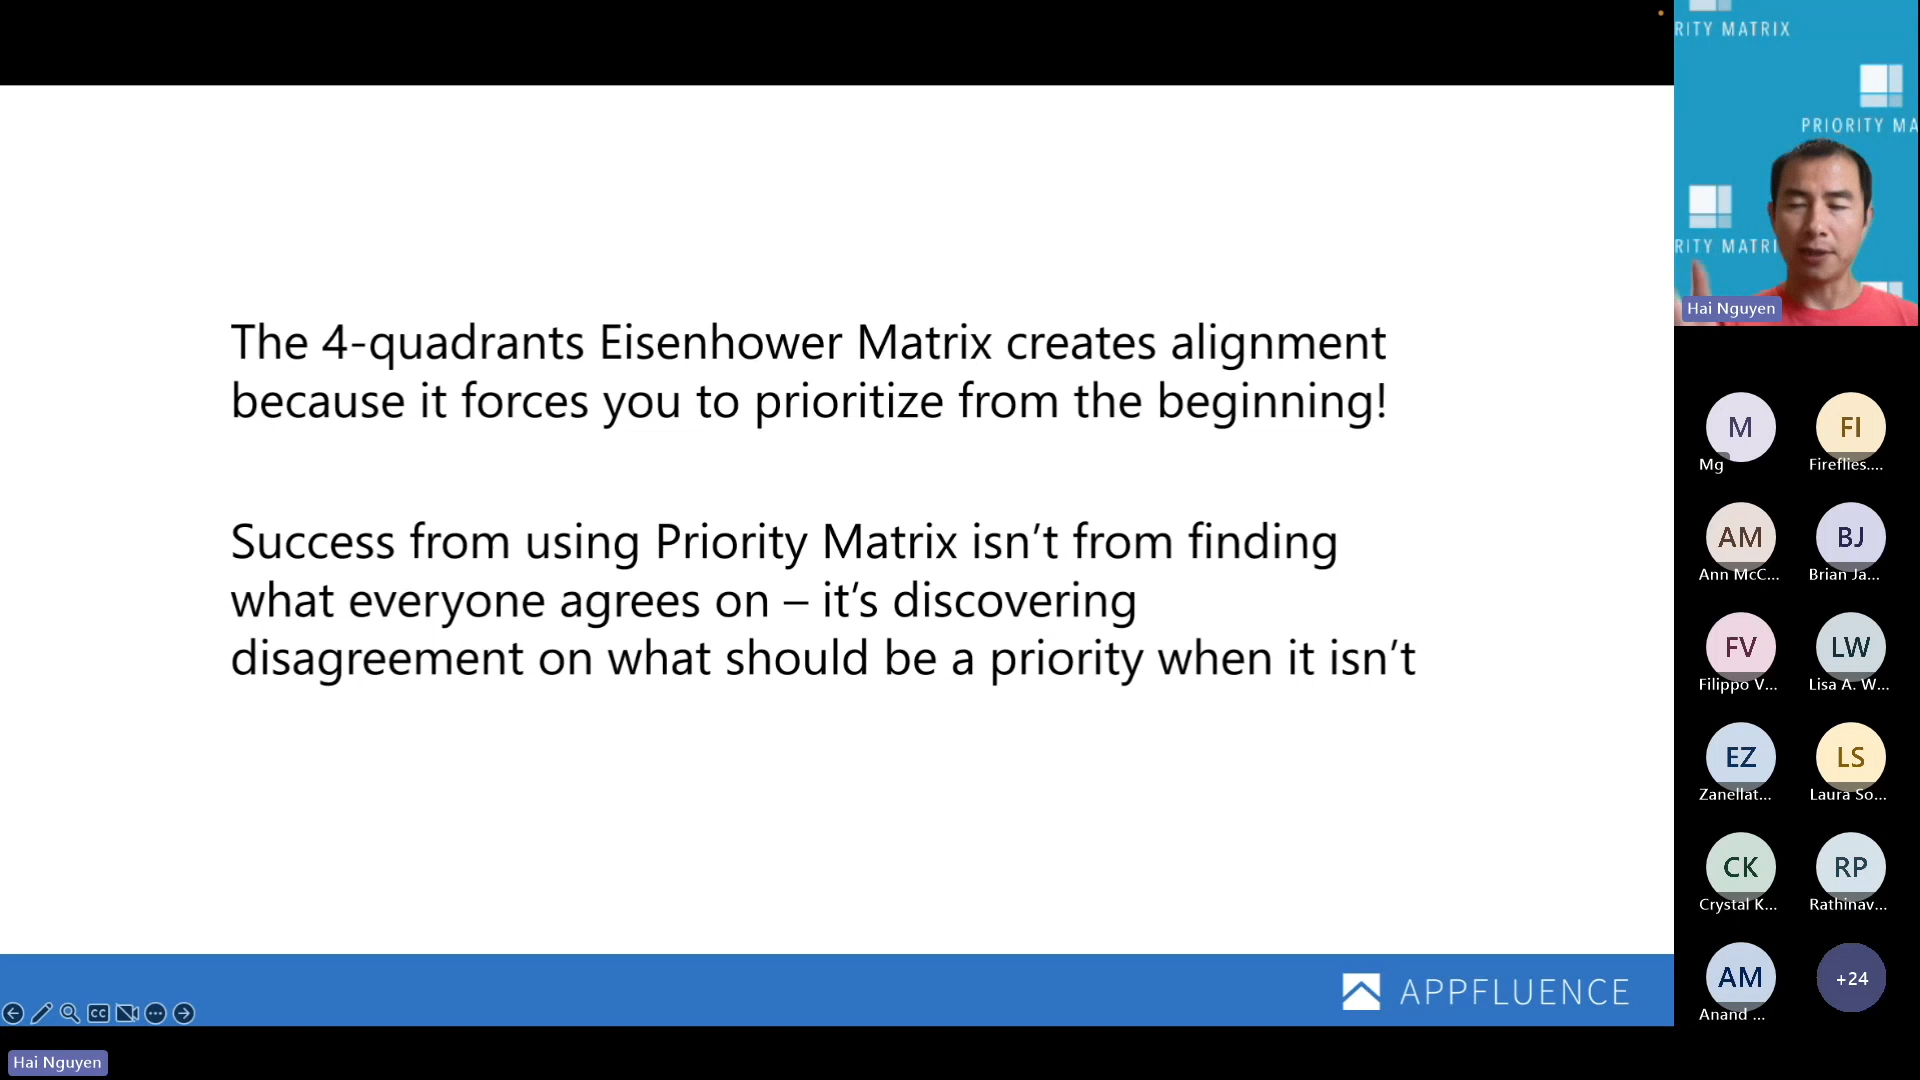 The 4-quadrants Eisenhower Matrix creates alignment
because it forces you to prioritize from the beginning!
Success from using Priority Matrix isn’t from finding
what everyone agrees on – it’s discovering
disagreement on what should be a priority when it isn’t
APPFLUENCE
CC
Hai Nguyen
RITY MATRIX
PRIORITY MA
RITY MATRI
Hai Nguyen
M
Mg
FI
Fireflies....
AM
Ann McC...
BJ
Brian Ja...
FV
Filippo V...
LW
Lisa A. W...
EZ
Zanellat...
LS
Laura So...
CK
Crystal K...
RP
Rathinav...
AM
Anand ...
+24